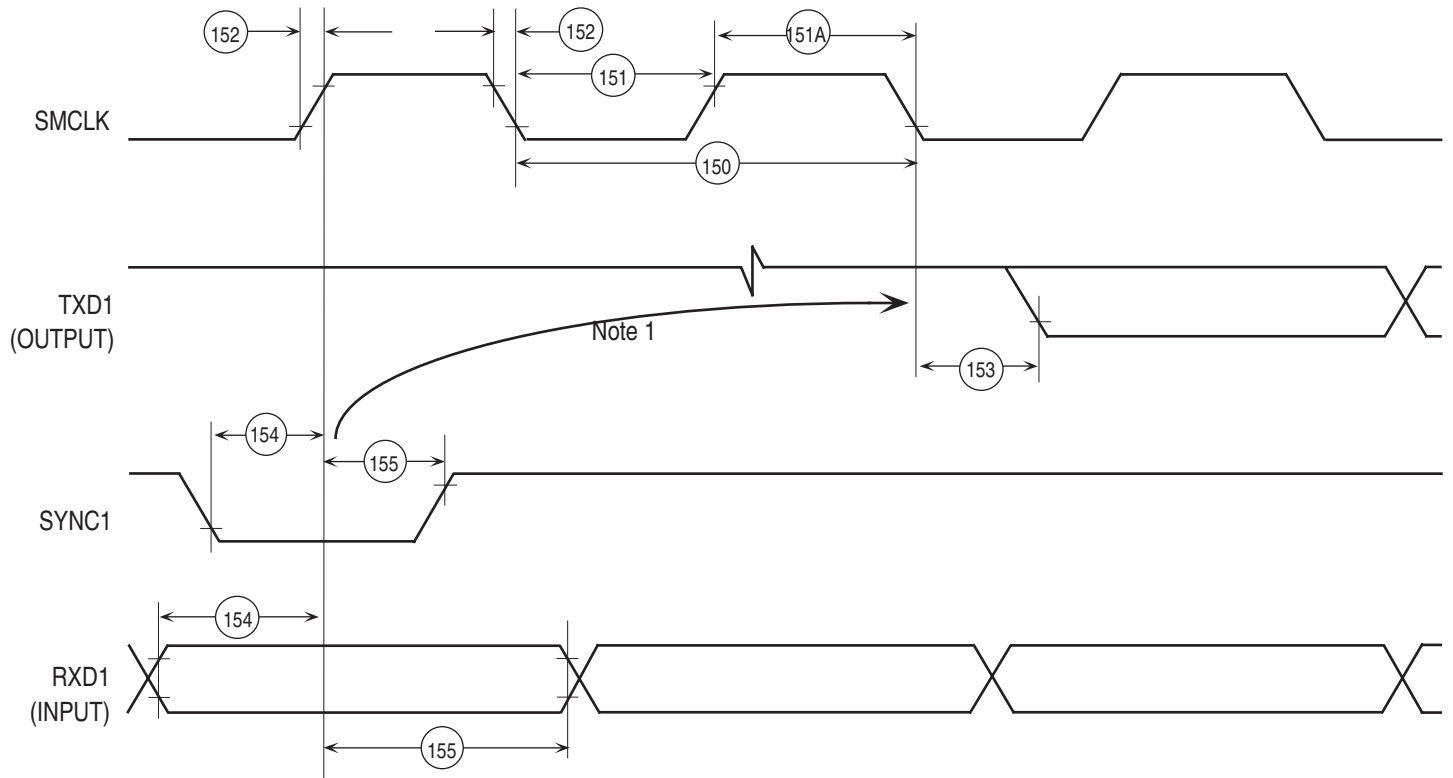 152
152
151A
151
SMCLK
150
TXD1
(OUTPUT)
Note 1
153
154
155
SYNC1
154
RXD1
(INPUT)
155